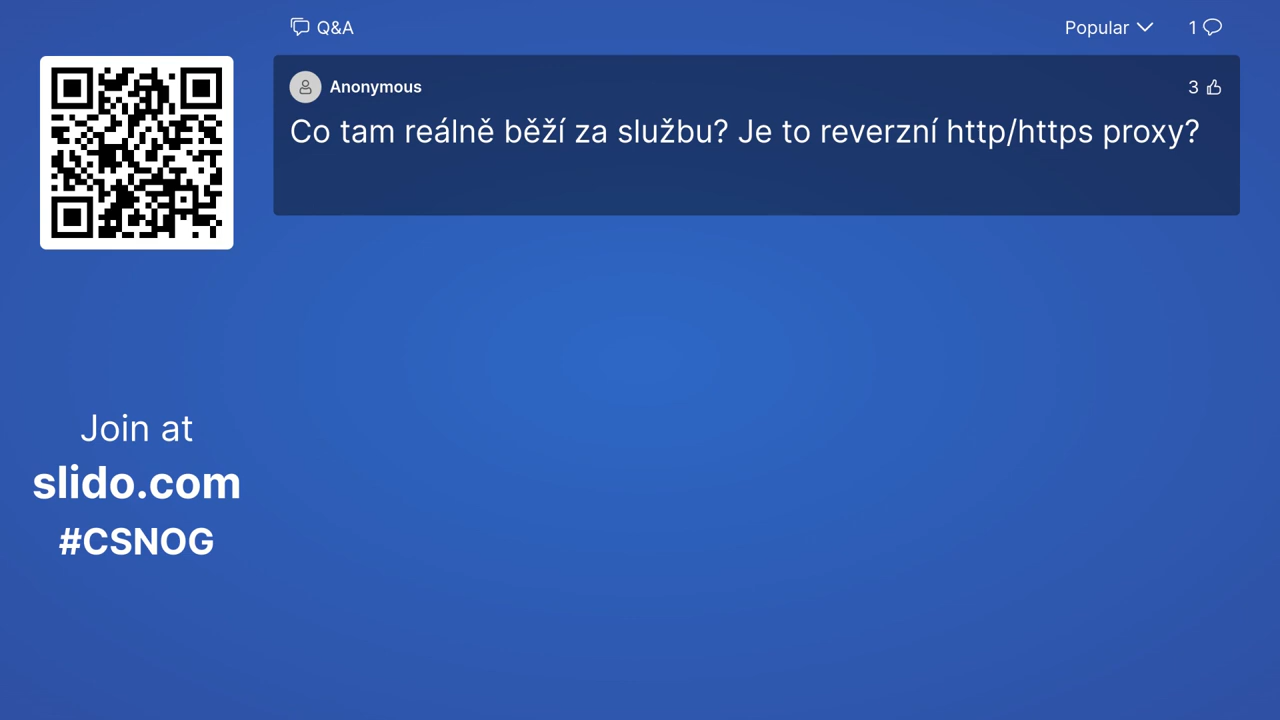 Q&A
Popular
1
Anonymous
3
Co tam reálně běží za službu? Je to reverzní http/https proxy?
Join at
slido.com
#CSNOG